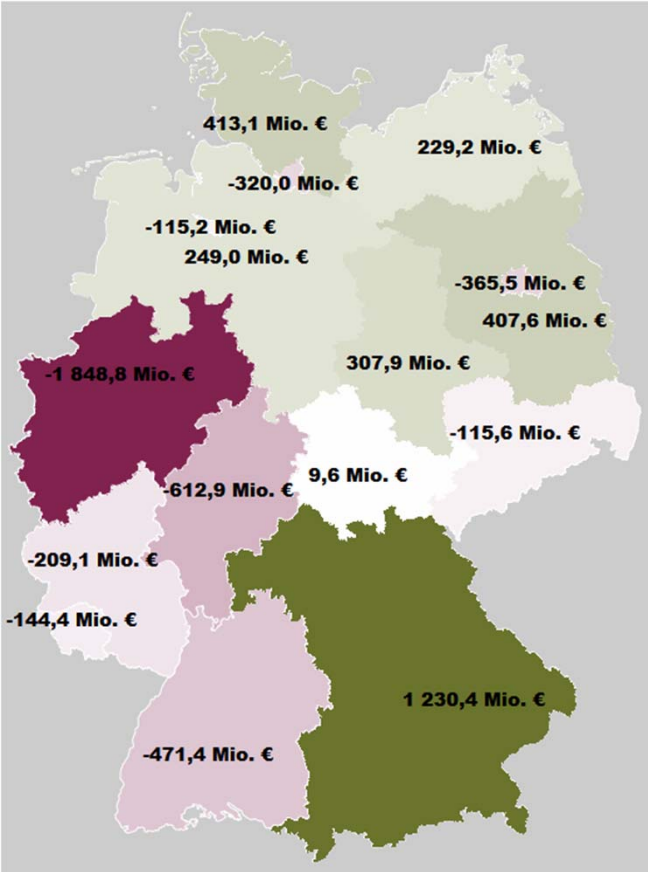 413,1 Mio. €
229,2 Mio. €
-320,0 Mio. €
-115,2 Mio. €
249,0 Mio. €
-365,5 Mio. €
407,6 Mio. €
307,9 Mio. €
-1 848,8 Mio. €
-115,6 Mio. €
9,6 Mio. €
-612,9 Mio. €
-209,1 Mio. €
-144,4 Mio. €
1 230,4 Mio. €
-471,4 Mio. €